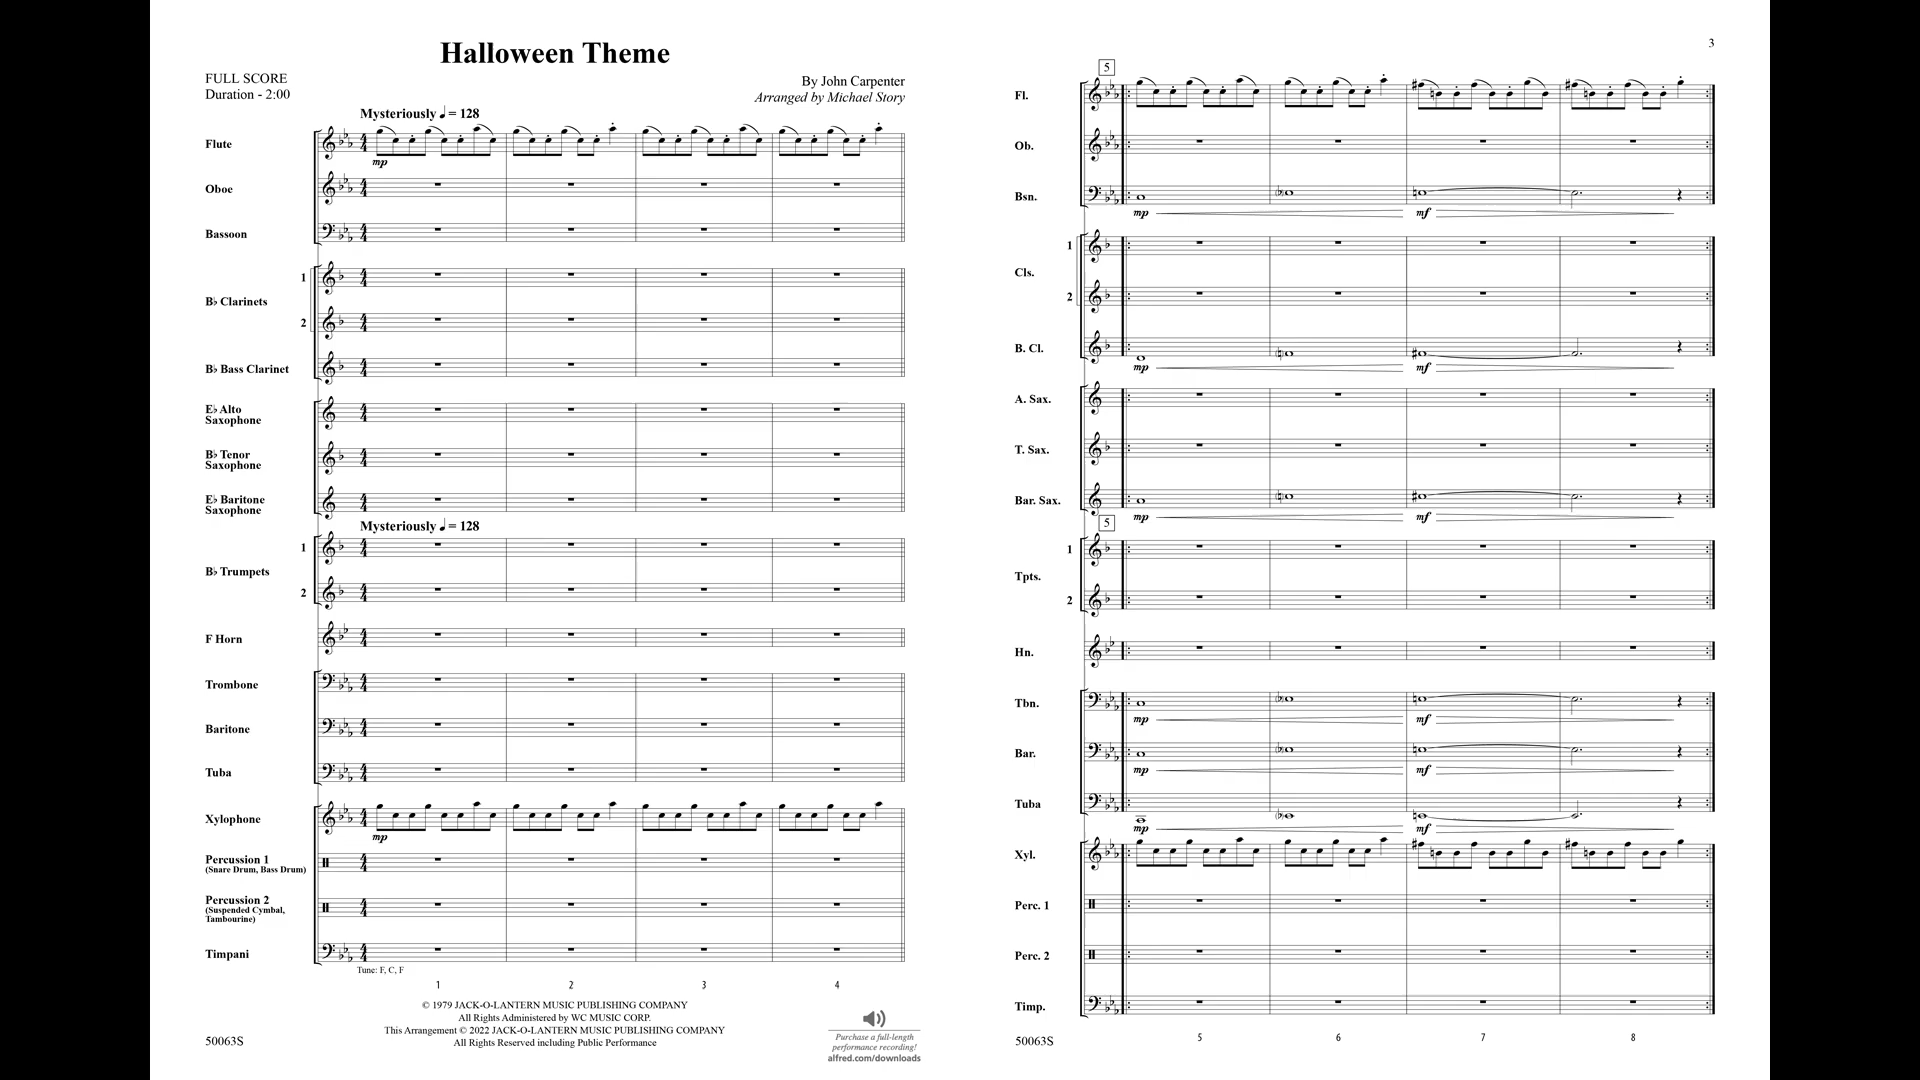 Halloween Theme
FULL SCORE
Duration - 2:00
By John Carpenter
Arranged by Michael Story
Mysteriously ♩ = 128
Flute
mp
Oboe
Bassoon
1
B♭ Clarinets
2
B♭ Bass Clarinet
E♭ Alto
Saxophone
B♭ Tenor
Saxophone
E♭ Baritone
Saxophone
Mysteriously ♩ = 128
1
B♭ Trumpets
2
F Horn
Trombone
Baritone
Tuba
Xylophone
mp
Percussion 1
(Snare Drum, Bass Drum)
Percussion 2
(Suspended Cymbal,
Tambourine)
Timpani
Tune: F, C, F
1 2 3 4
© 1979 JACK-O-LANTERN MUSIC PUBLISHING COMPANY
All Rights Administered by WC MUSIC CORP.
This Arrangement © 2022 JACK-O-LANTERN MUSIC PUBLISHING COMPANY
All Rights Reserved including Public Performance
50063S
Purchase a full-length
performance recording!
alfred.com/downloads
3
5
Fl.
Ob.
Bsn.
mp mf
1
Cls.
2
B. Cl.
mp mf
A. Sax.
T. Sax.
Bar. Sax.
mp mf
5
1
Tpts.
2
Hn.
Tbn.
mp mf
Bar.
mp mf
Tuba
mp mf
Xyl.
Perc. 1
Perc. 2
Timp.
50063S
5 6 7 8